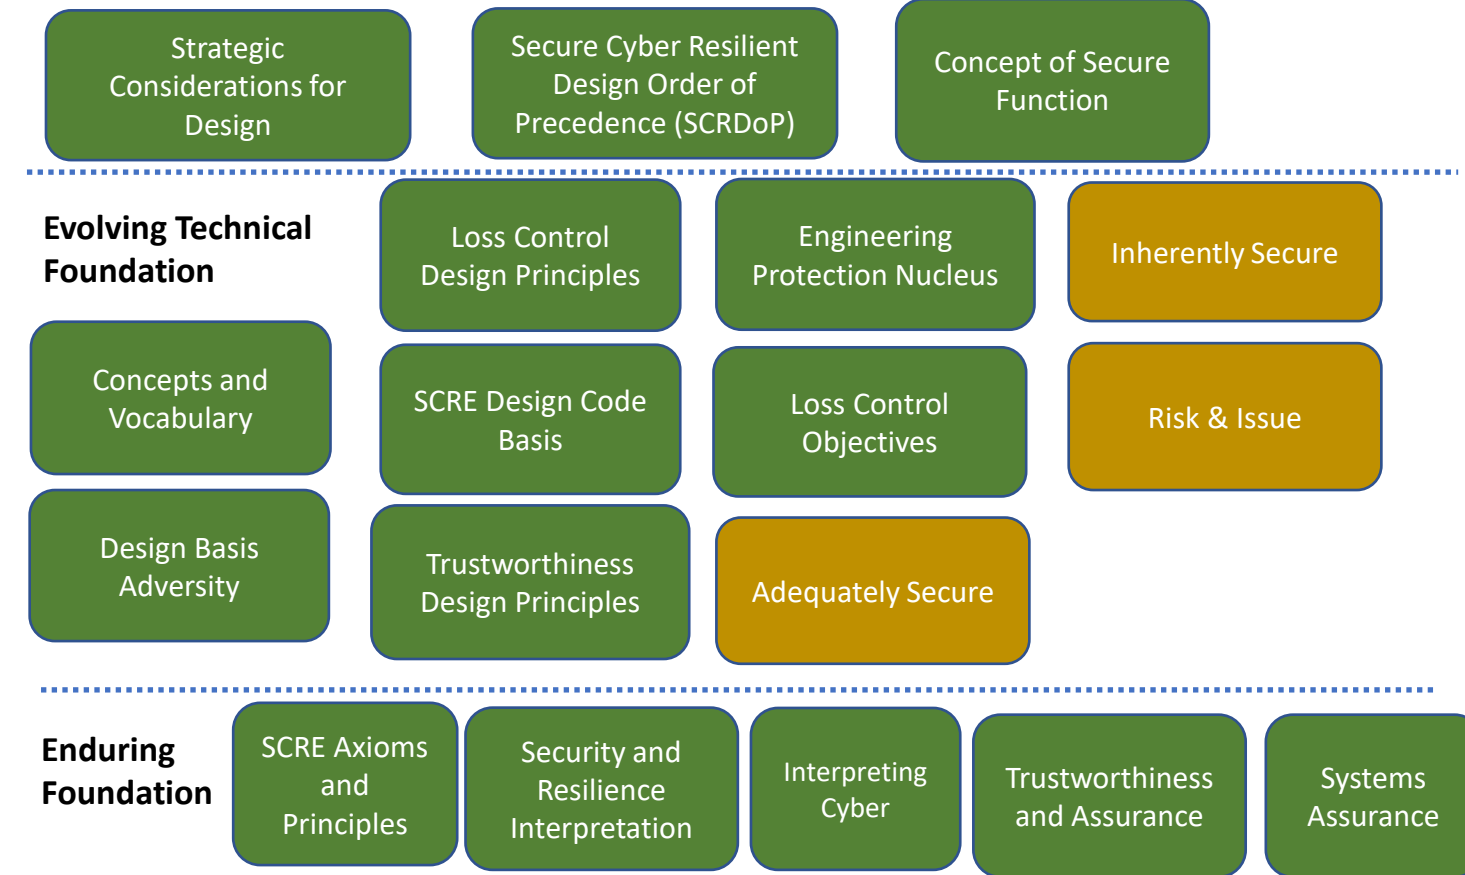 Strategic
Considerations for
Design
Secure Cyber Resilient
Design Order of
Precedence (SCRDoP)
Concept of Secure
Function
Evolving Technical
Foundation
Loss Control
Design Principles
Engineering
Protection Nucleus
Inherently Secure
Concepts and
Vocabulary
SCRE Design Code
Basis
Loss Control
Objectives
Risk & Issue
Design Basis
Adversity
Trustworthiness
Design Principles
Adequately Secure
Enduring
Foundation
SCRE Axioms
and
Principles
Security and
Resilience
Interpretation
Interpreting
Cyber
Trustworthiness
and Assurance
Systems
Assurance